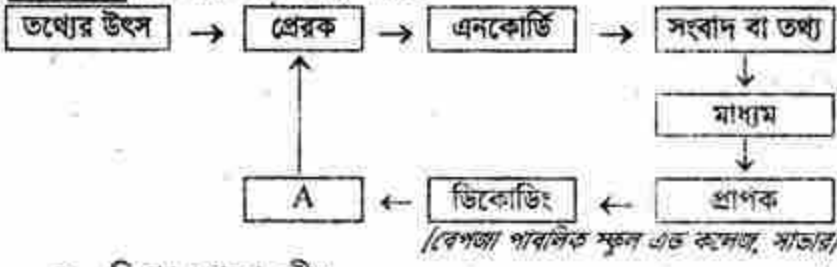 তথ্যের উৎস → প্রেরক → এনকোর্ডি → সংবাদ বা তথ্য
মাধ্যম
A ← ডিকোডিং ← প্রাপক
[বেপজা পাবলিক স্কুল এন্ড কলেজ, সাভার]